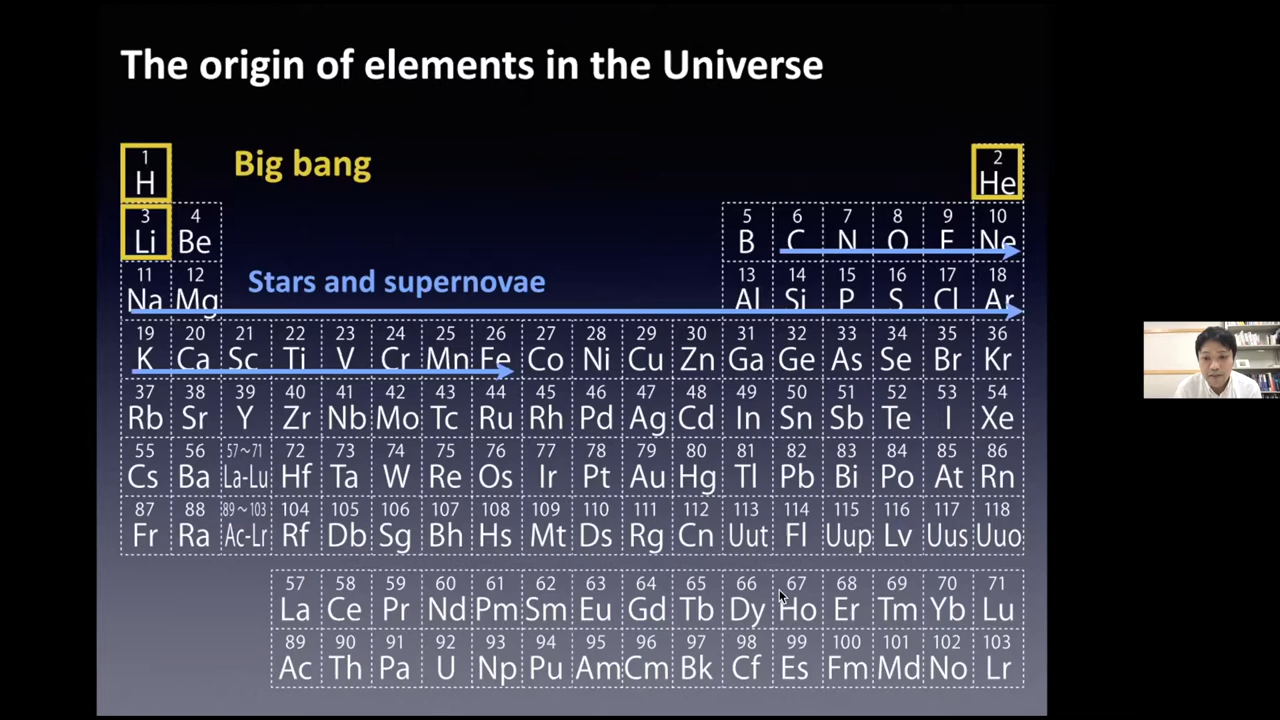 The origin of elements in the Universe
1 Big bang 2
H He
3 4 5 6 7 8 9 10
Li Be B C N O F Ne
11 12 Stars and supernovae 13 14 15 16 17 18
Na Mg Al Si P S Cl Ar
19 20 21 22 23 24 25 26 27 28 29 30 31 32 33 34 35 36
K Ca Sc Ti V Cr Mn Fe Co Ni Cu Zn Ga Ge As Se Br Kr
37 38 39 40 41 42 43 44 45 46 47 48 49 50 51 52 53 54
Rb Sr Y Zr Nb Mo Tc Ru Rh Pd Ag Cd In Sn Sb Te I Xe
55 56 57~71 72 73 74 75 76 77 78 79 80 81 82 83 84 85 86
Cs Ba La-Lu Hf Ta W Re Os Ir Pt Au Hg Tl Pb Bi Po At Rn
87 88 89~103 104 105 106 107 108 109 110 111 112 113 114 115 116 117 118
Fr Ra Ac-Lr Rf Db Sg Bh Hs Mt Ds Rg Cn Uut Fl Uup Lv Uus Uuo
57 58 59 60 61 62 63 64 65 66 67 68 69 70 71
La Ce Pr Nd Pm Sm Eu Gd Tb Dy Ho Er Tm Yb Lu
89 90 91 92 93 94 95 96 97 98 99 100 101 102 103
Ac Th Pa U Np Pu Am Cm Bk Cf Es Fm Md No Lr